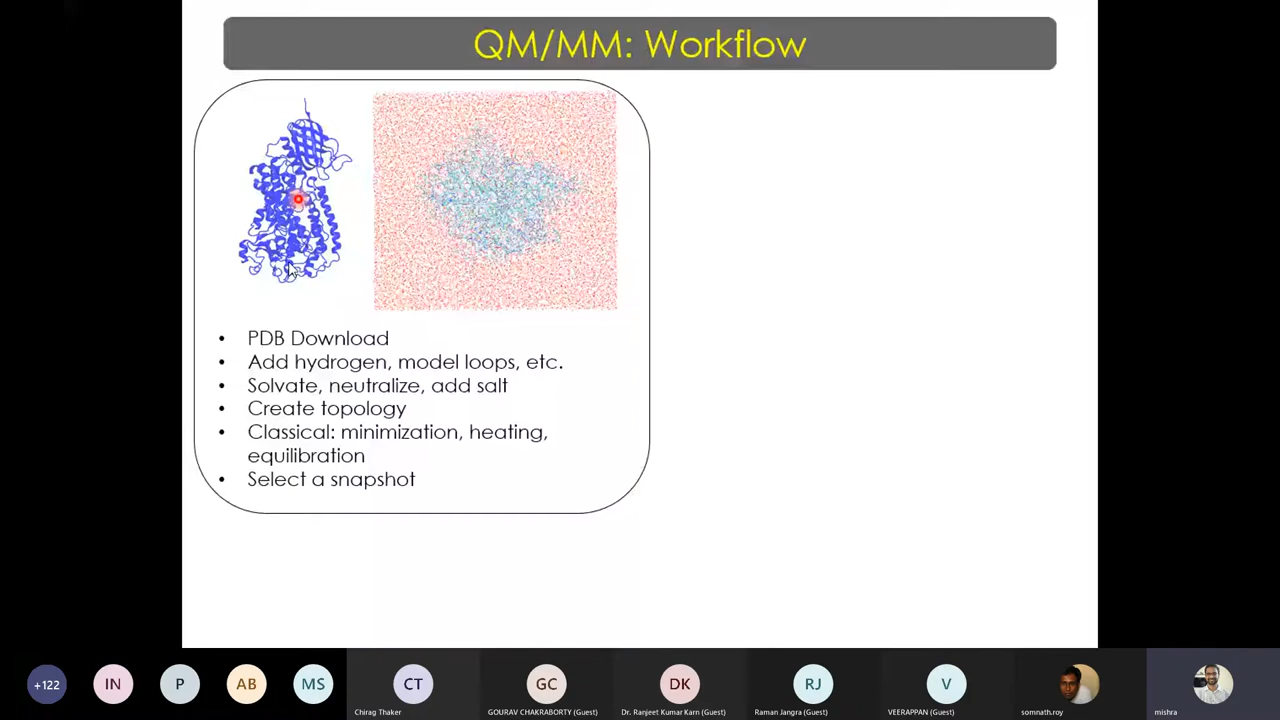 QM/MM: Workflow
• PDB Download
• Add hydrogen, model loops, etc.
• Solvate, neutralize, add salt
• Create topology
• Classical: minimization, heating,
equilibration
• Select a snapshot
+122
IN
P
AB
MS
CT
GC
DK
RJ
V
Chirag Thaker
GOURAV CHAKRABORTY (Guest)
Dr. Ranjeet Kumar Karn (Guest)
Raman Jangra (Guest)
VEERAPPAN (Guest)
somnath.roy
mishra